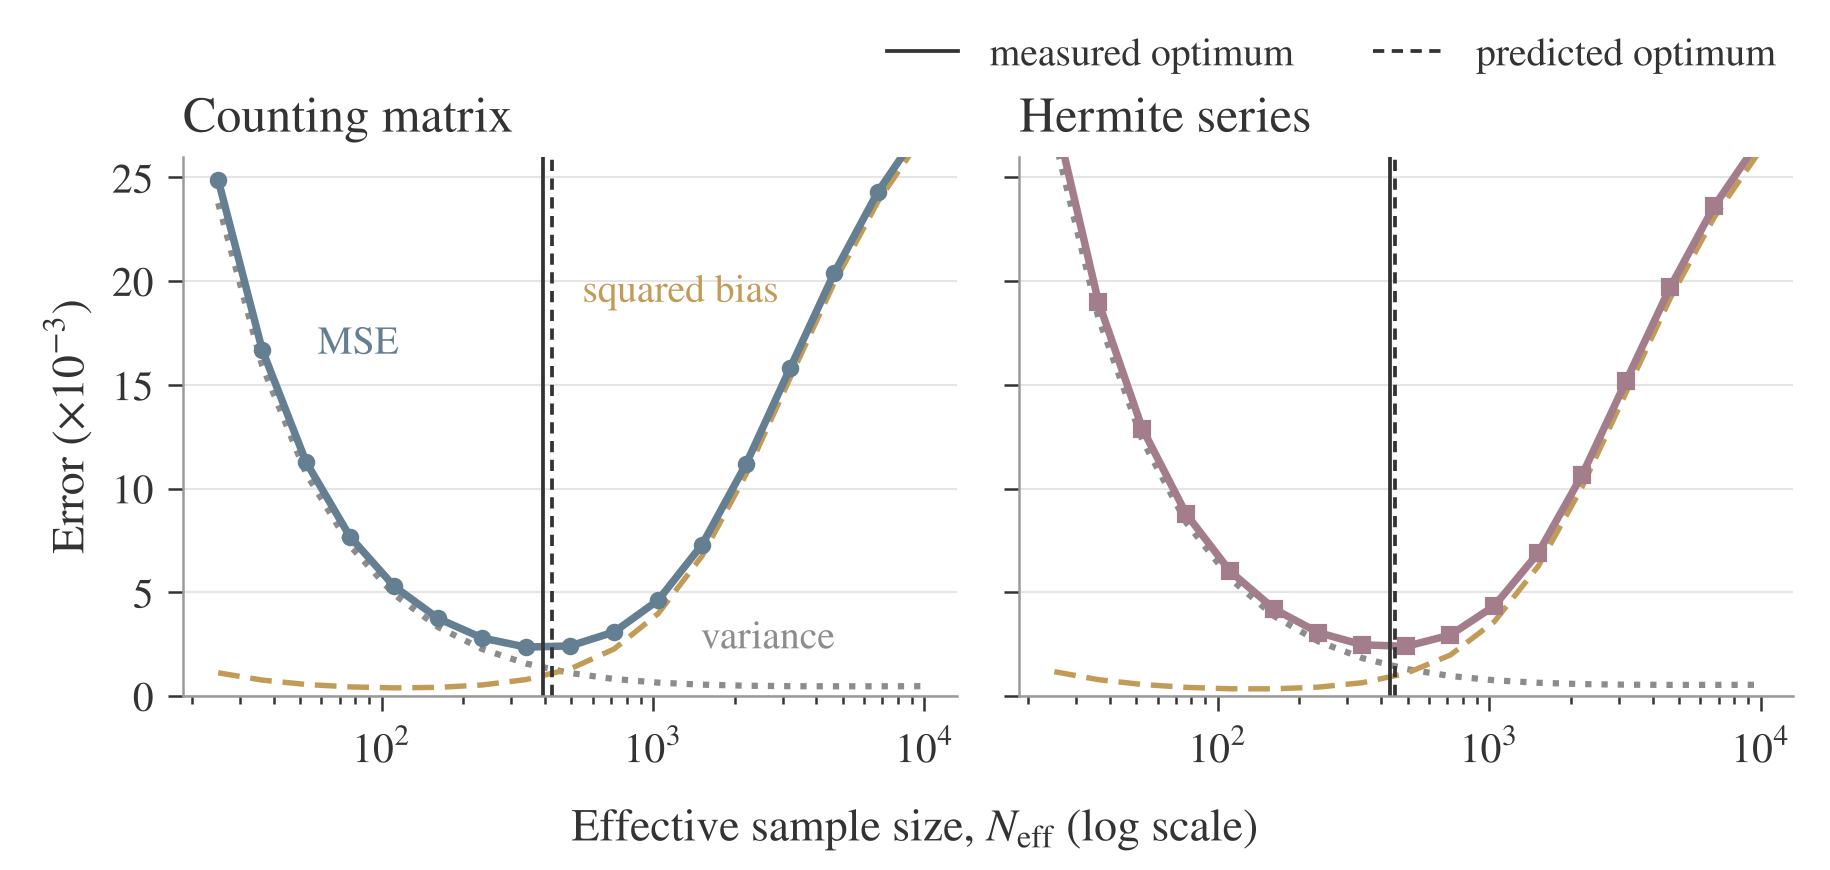 measured optimum predicted optimum
Counting matrix
Hermite series
Error (×10⁻³)
25
20
15
10
5
0
MSE
squared bias
variance
10² 10³ 10⁴
10² 10³ 10⁴
Effective sample size, N_eff (log scale)